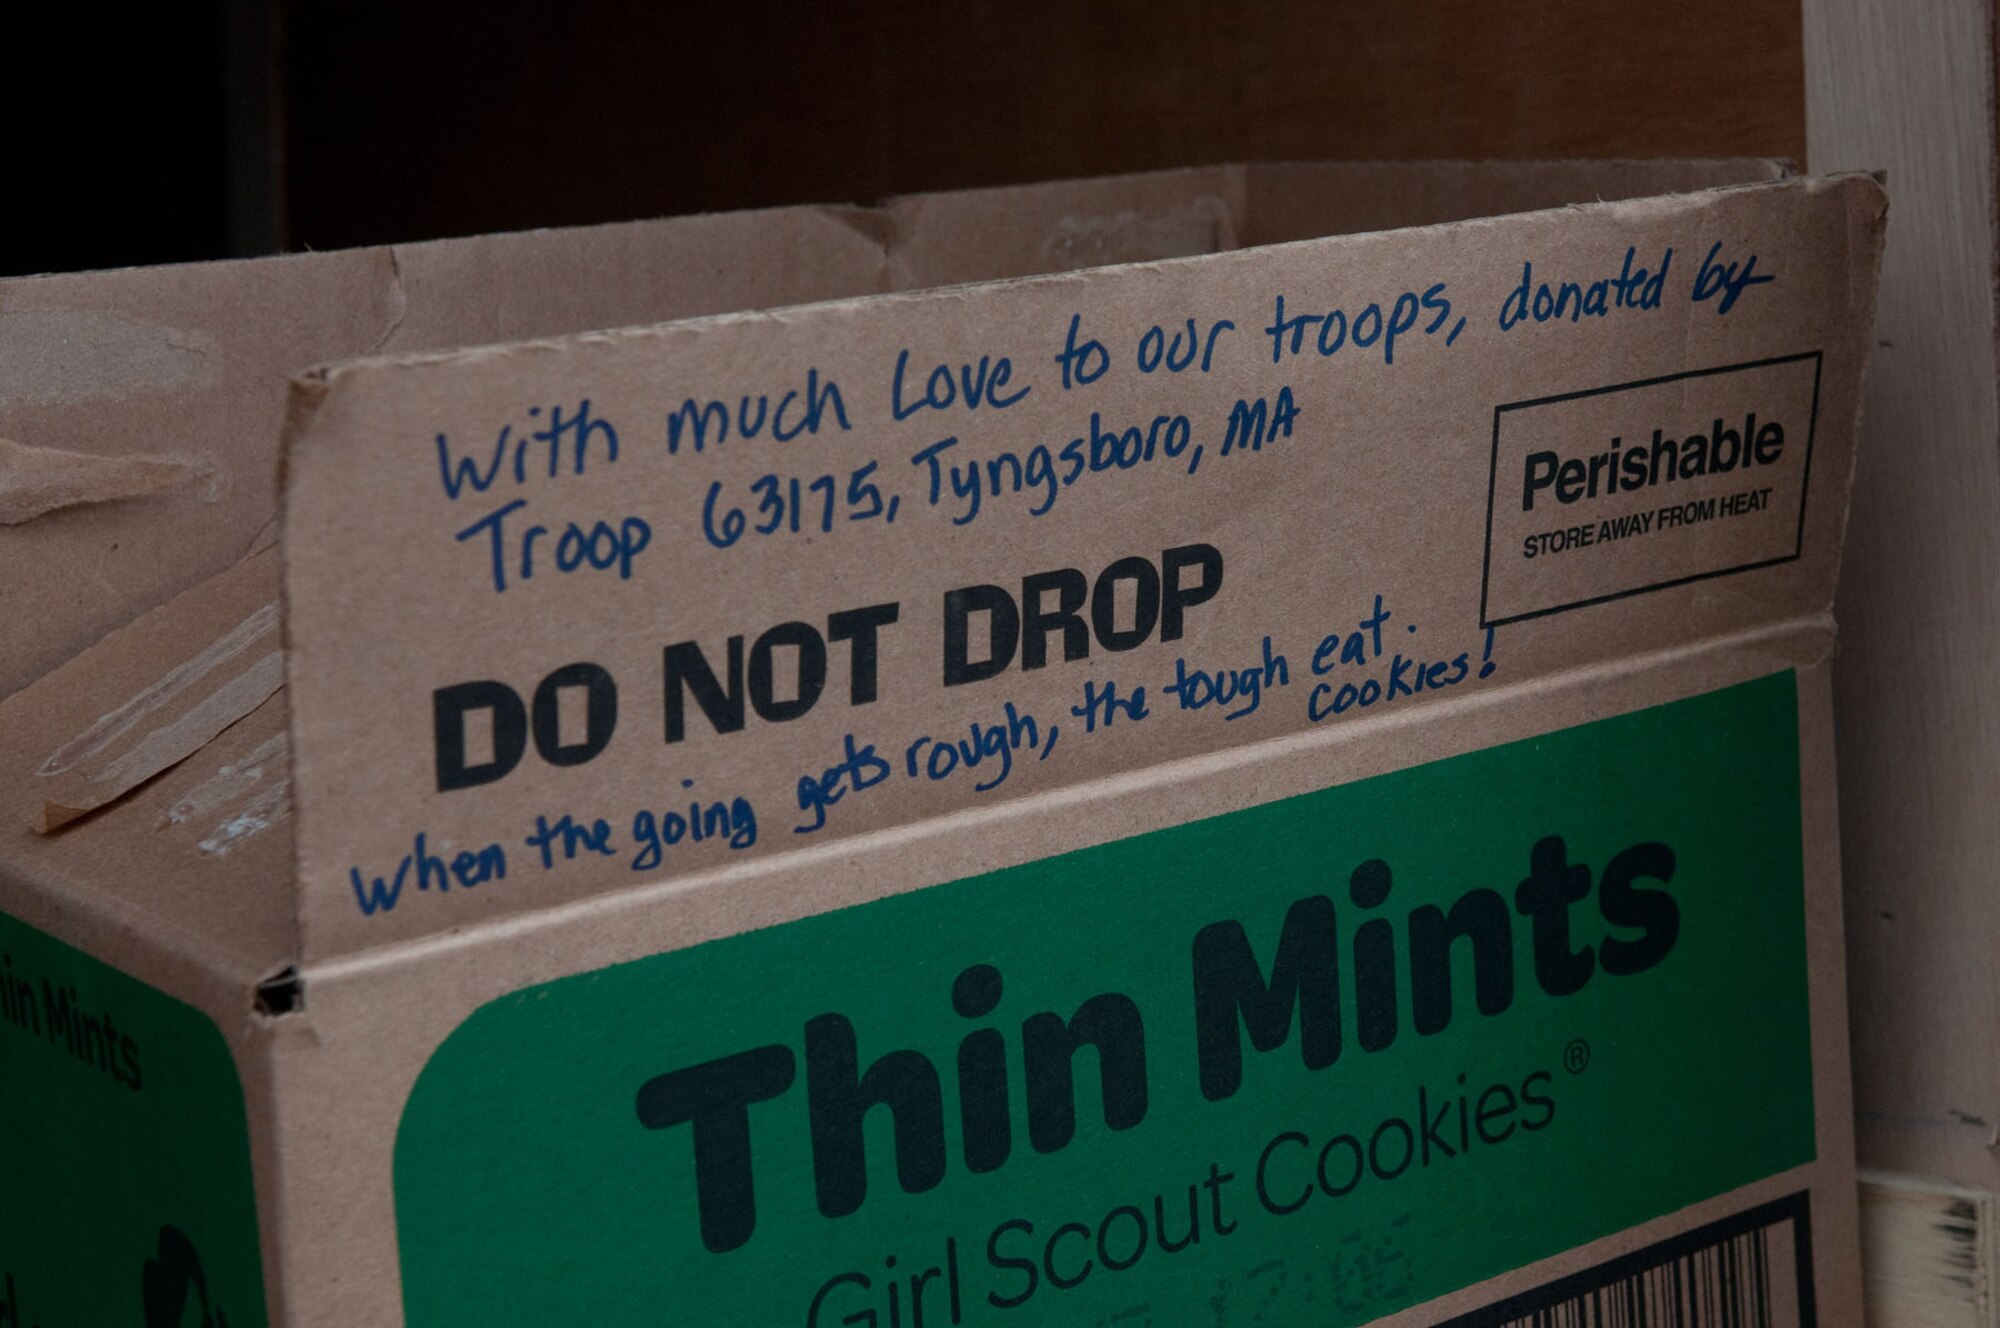 With much Love to our troops, donated by
Troop 63175, Tyngsboro, MA
Perishable
STORE AWAY FROM HEAT
DO NOT DROP
When the going gets rough, the tough eat
cookies!
Thin Mints
Girl Scout Cookies®
in Mints